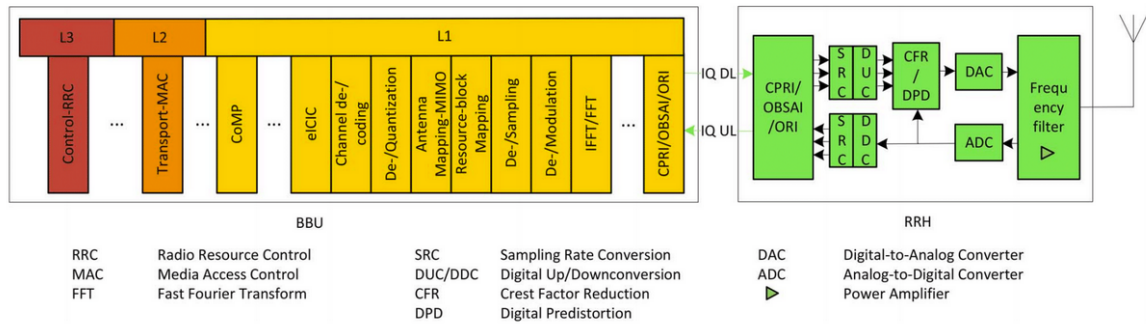 L3
L2
L1
Control-RRC
...
Transport-MAC
...
CoMP
...
eICIC
Channel de-/
coding
De-/Quantization
Antenna
Mapping-MIMO
Resource-block
Mapping
De-/Sampling
De-/Modulation
IFFT/FFT
...
CPRI/OBSAI/ORI
BBU
IQ DL
IQ UL
CPRI/
OBSAI
/ORI
SRC
DUC
CFR
/
DPD
DAC
SRC
DDC
ADC
Frequ
ency
filter
RRH
RRC Radio Resource Control
MAC Media Access Control
FFT Fast Fourier Transform
SRC Sampling Rate Conversion
DUC/DDC Digital Up/Downconversion
CFR Crest Factor Reduction
DPD Digital Predistortion
DAC Digital-to-Analog Converter
ADC Analog-to-Digital Converter
Power Amplifier